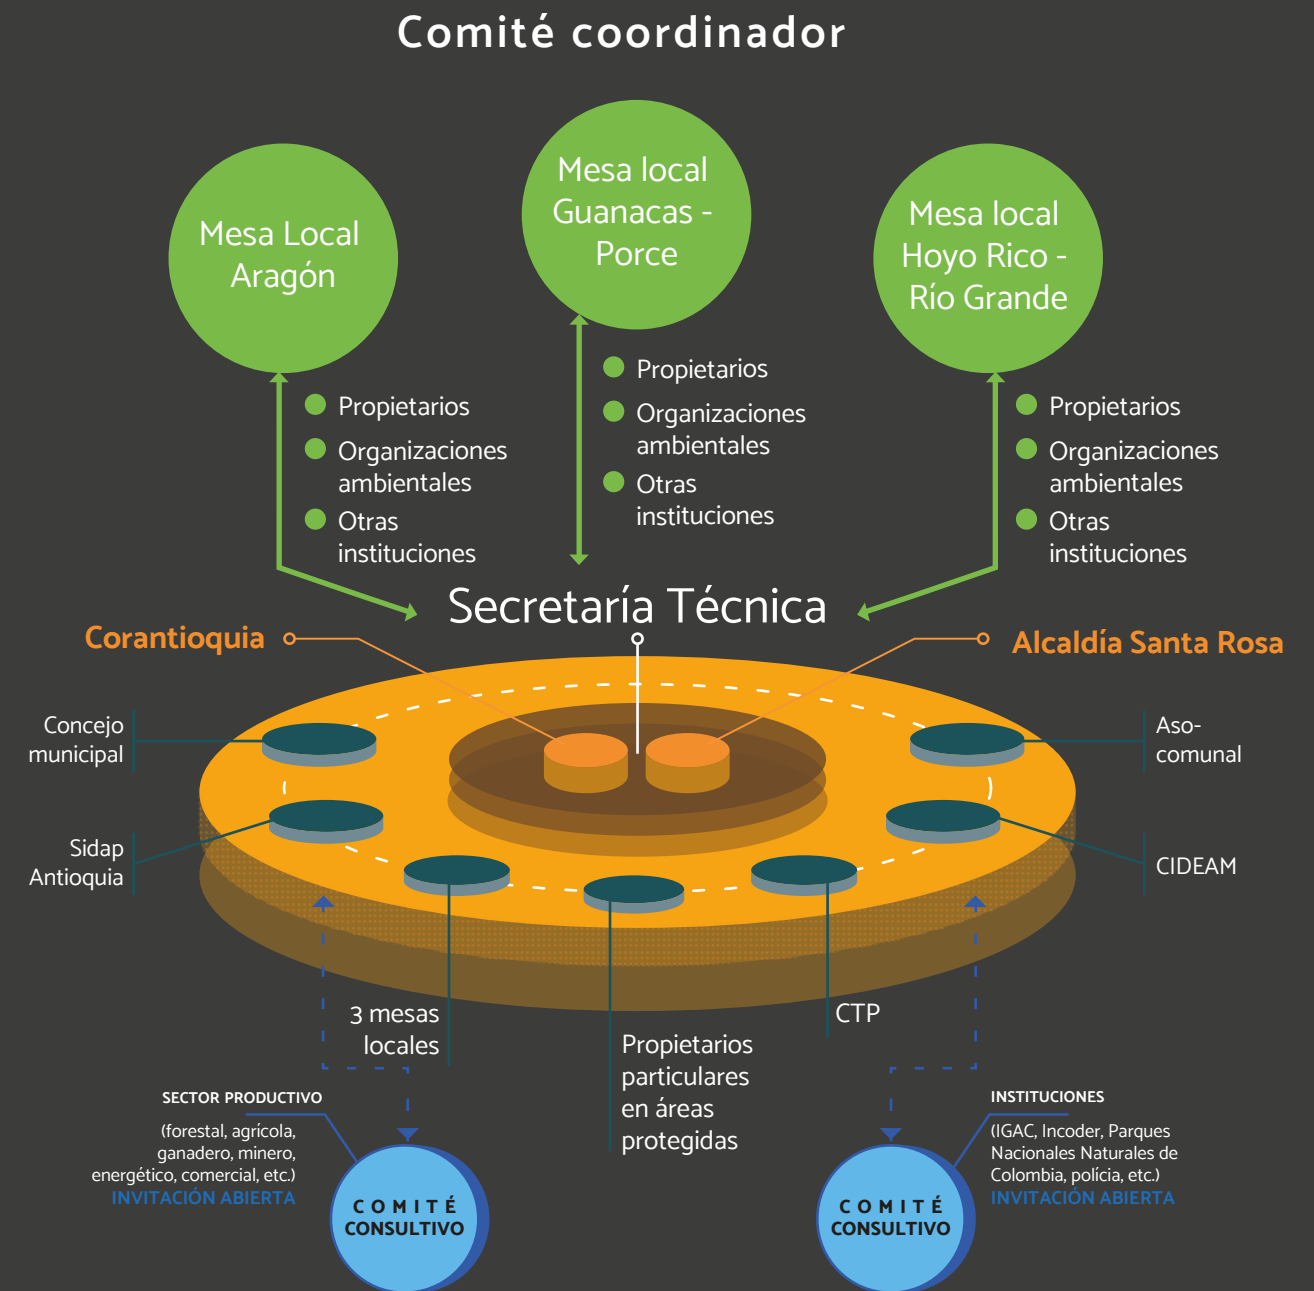 Comité coordinador
Mesa Local
Aragón
Mesa local
Guanacas -
Porce
Mesa local
Hoyo Rico -
Río Grande
Propietarios
Organizaciones
ambientales
Otras
instituciones
Propietarios
Organizaciones
ambientales
Otras
instituciones
Propietarios
Organizaciones
ambientales
Otras
instituciones
Secretaría Técnica
Corantioquia
Alcaldía Santa Rosa
Concejo
municipal
Aso-
comunal
Sidap
Antioquia
CIDEAM
3 mesas
locales
Propietarios
particulares
en áreas
protegidas
CTP
SECTOR PRODUCTIVO
(forestal, agrícola,
ganadero, minero,
energético, comercial, etc.)
INVITACIÓN ABIERTA
COMITÉ
CONSULTIVO
COMITÉ
CONSULTIVO
INSTITUCIONES
(IGAC, Incoder, Parques
Nacionales Naturales de
Colombia, polícia, etc.)
INVITACIÓN ABIERTA